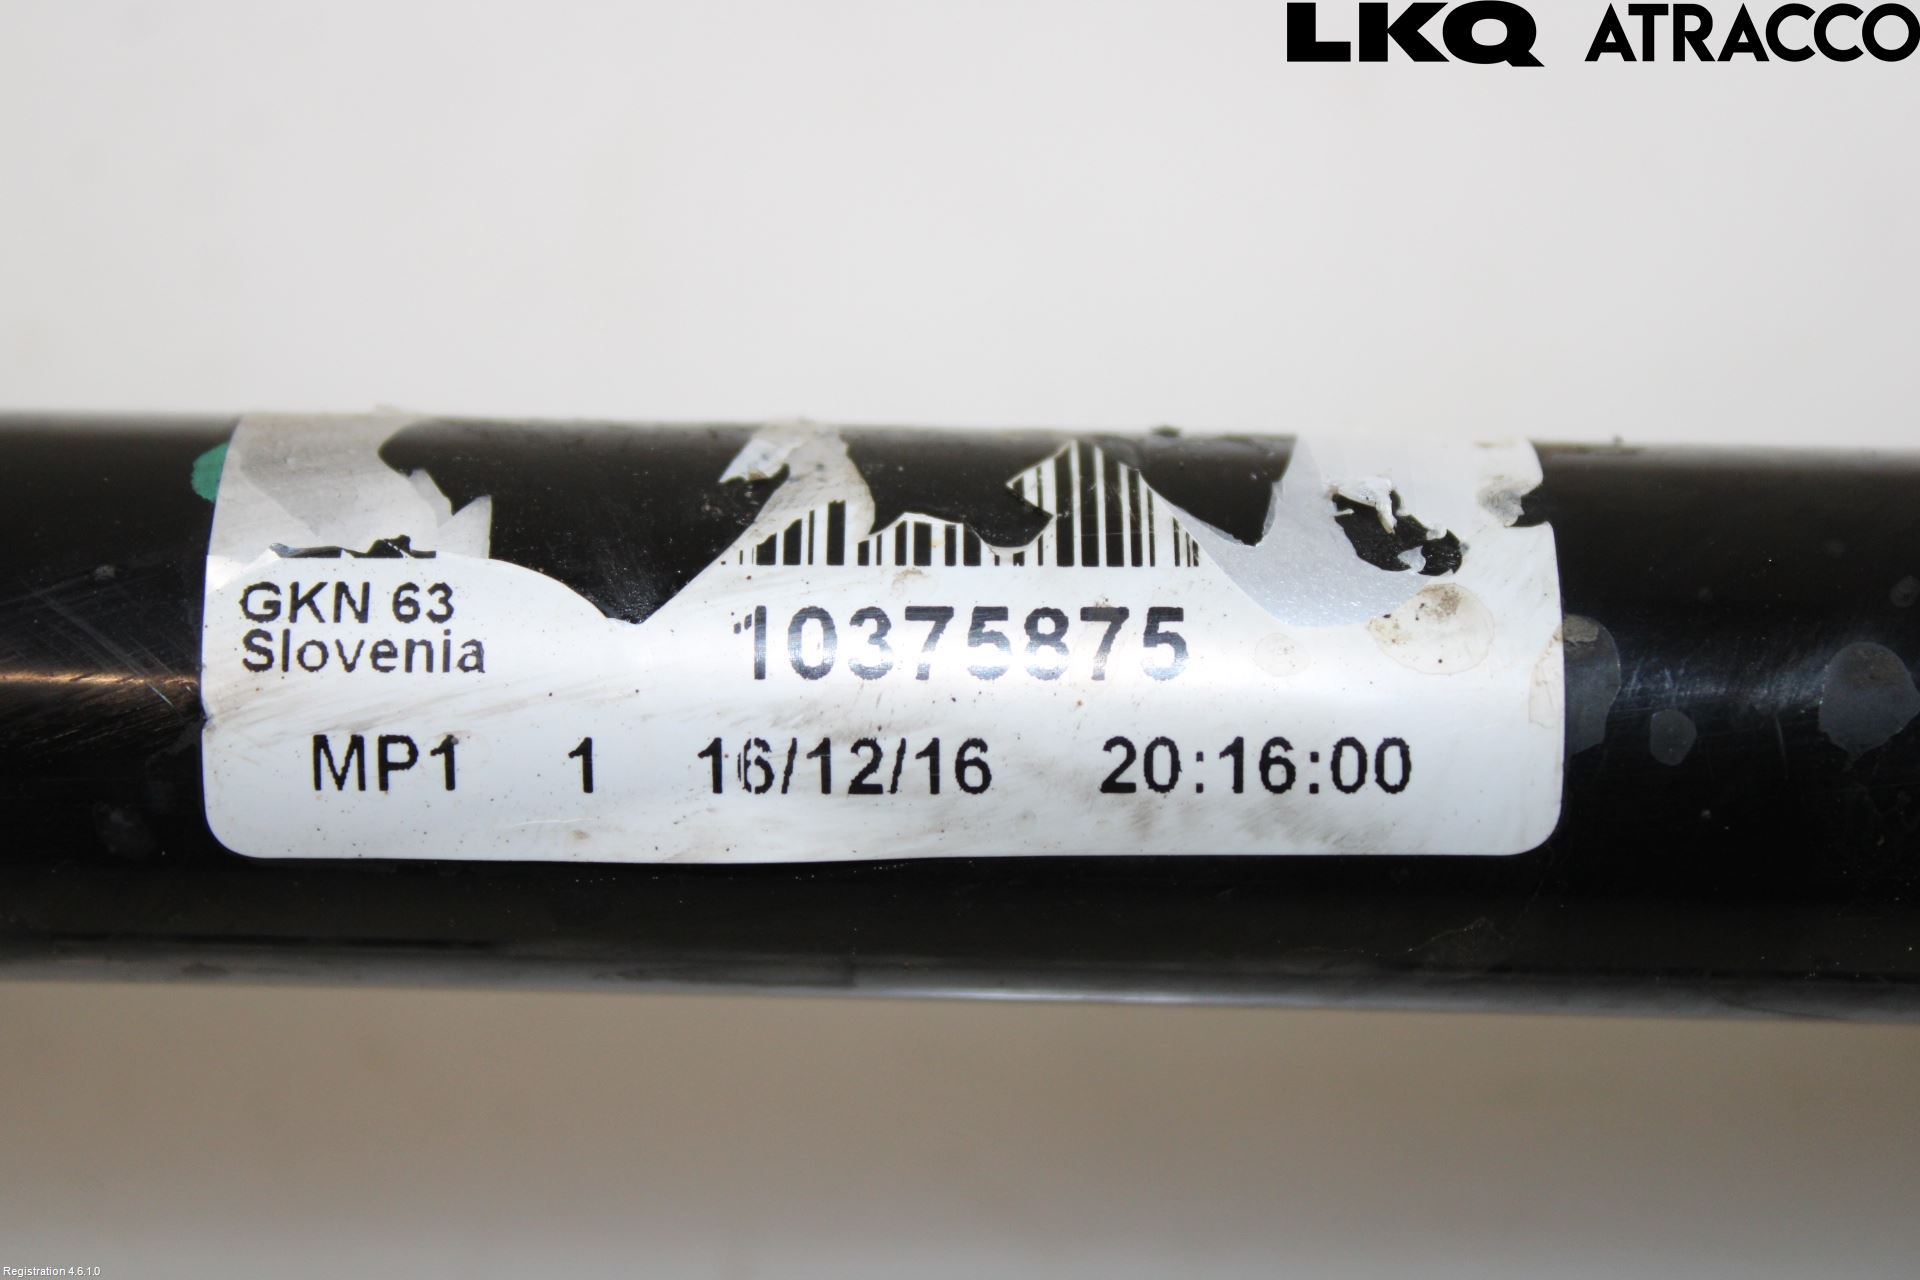 LKQ ATRACCO
GKN 63
Slovenia
10375875
MP1 1 16/12/16 20:16:00
Registration 4.6.1.0